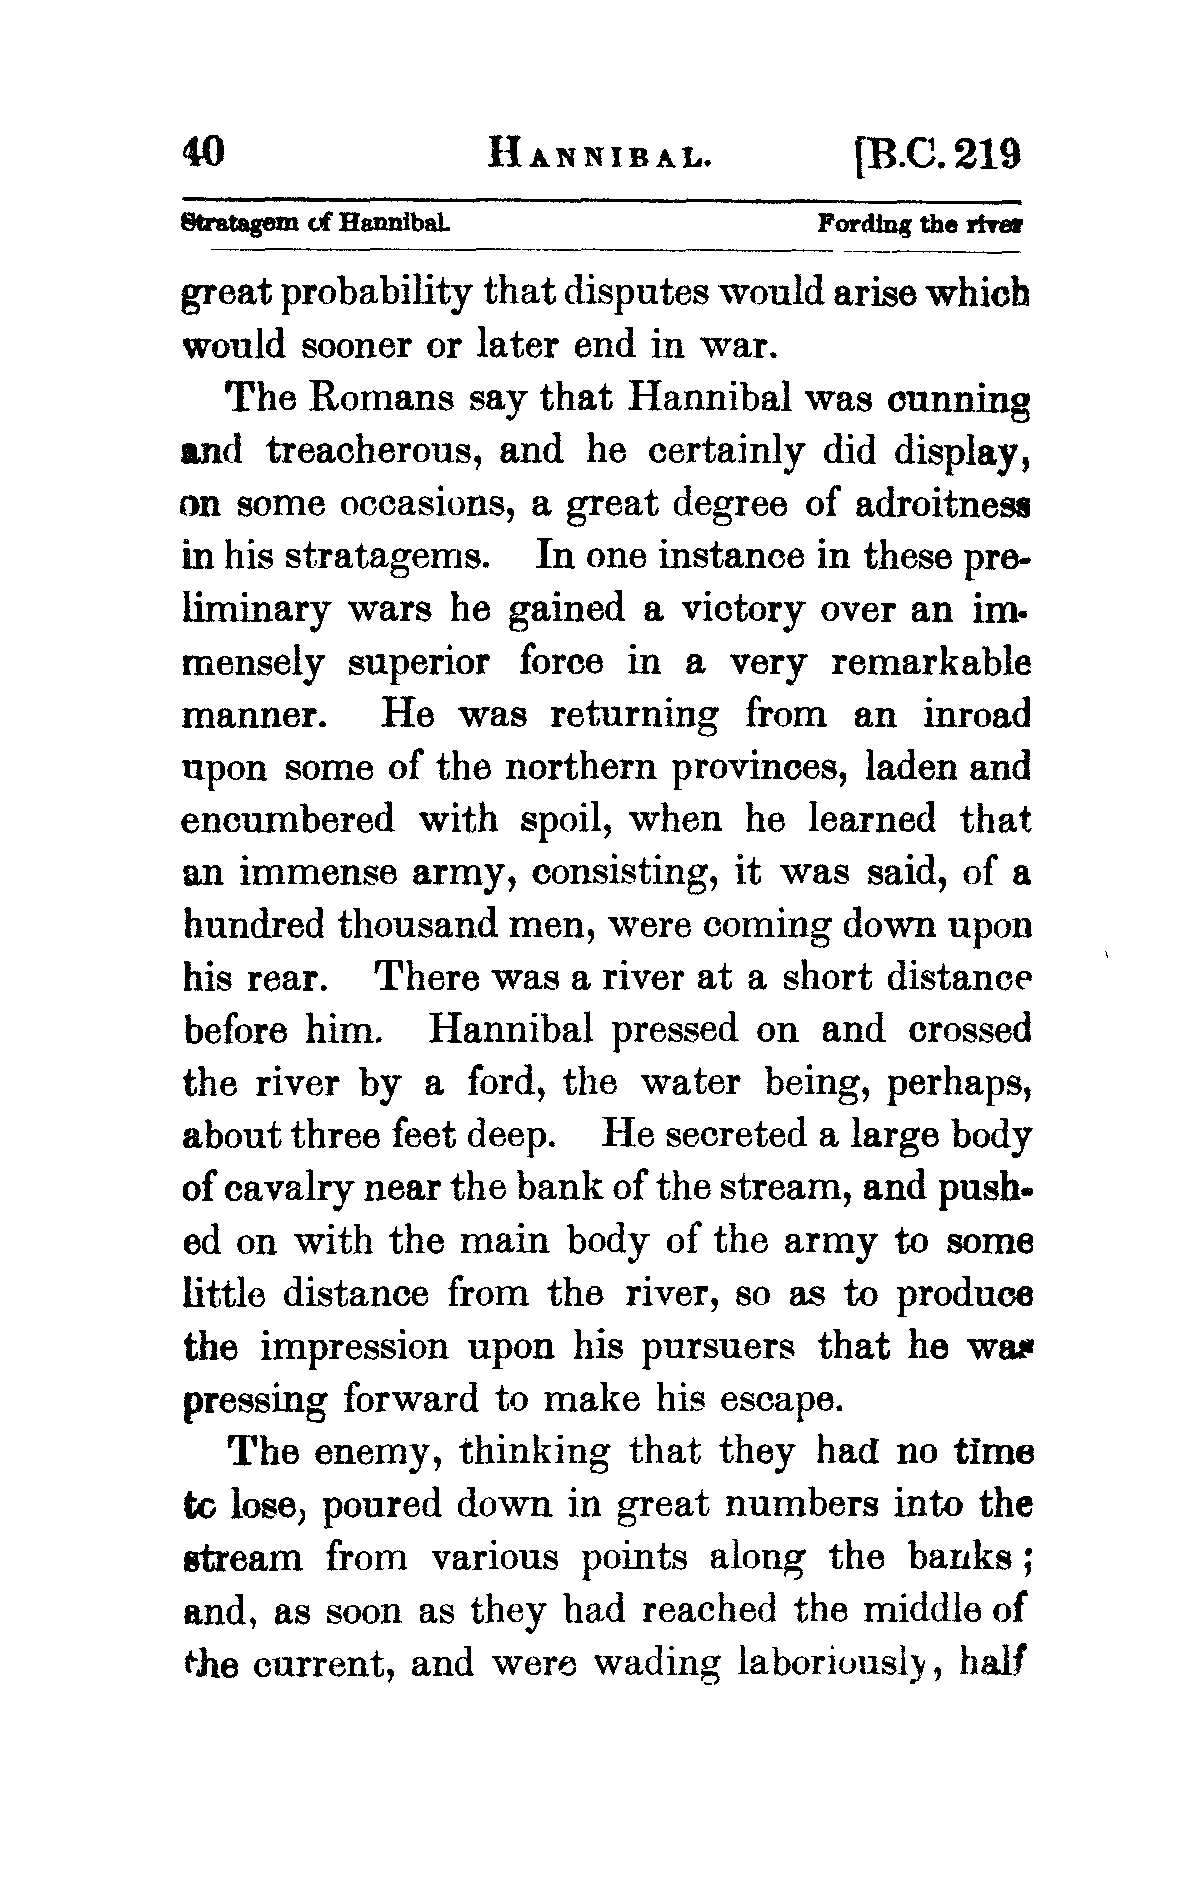 40 HANNIBAL. [B.C. 219
Stratagem of Hannibal. Fording the river
great probability that disputes would arise which
would sooner or later end in war.
The Romans say that Hannibal was cunning
and treacherous, and he certainly did display,
on some occasions, a great degree of adroitness
in his stratagems. In one instance in these pre-
liminary wars he gained a victory over an im-
mensely superior force in a very remarkable
manner. He was returning from an inroad
upon some of the northern provinces, laden and
encumbered with spoil, when he learned that
an immense army, consisting, it was said, of a
hundred thousand men, were coming down upon
his rear. There was a river at a short distance
before him. Hannibal pressed on and crossed
the river by a ford, the water being, perhaps,
about three feet deep. He secreted a large body
of cavalry near the bank of the stream, and push-
ed on with the main body of the army to some
little distance from the river, so as to produce
the impression upon his pursuers that he was
pressing forward to make his escape.
The enemy, thinking that they had no time
to lose, poured down in great numbers into the
stream from various points along the banks;
and, as soon as they had reached the middle of
the current, and were wading laboriously, half